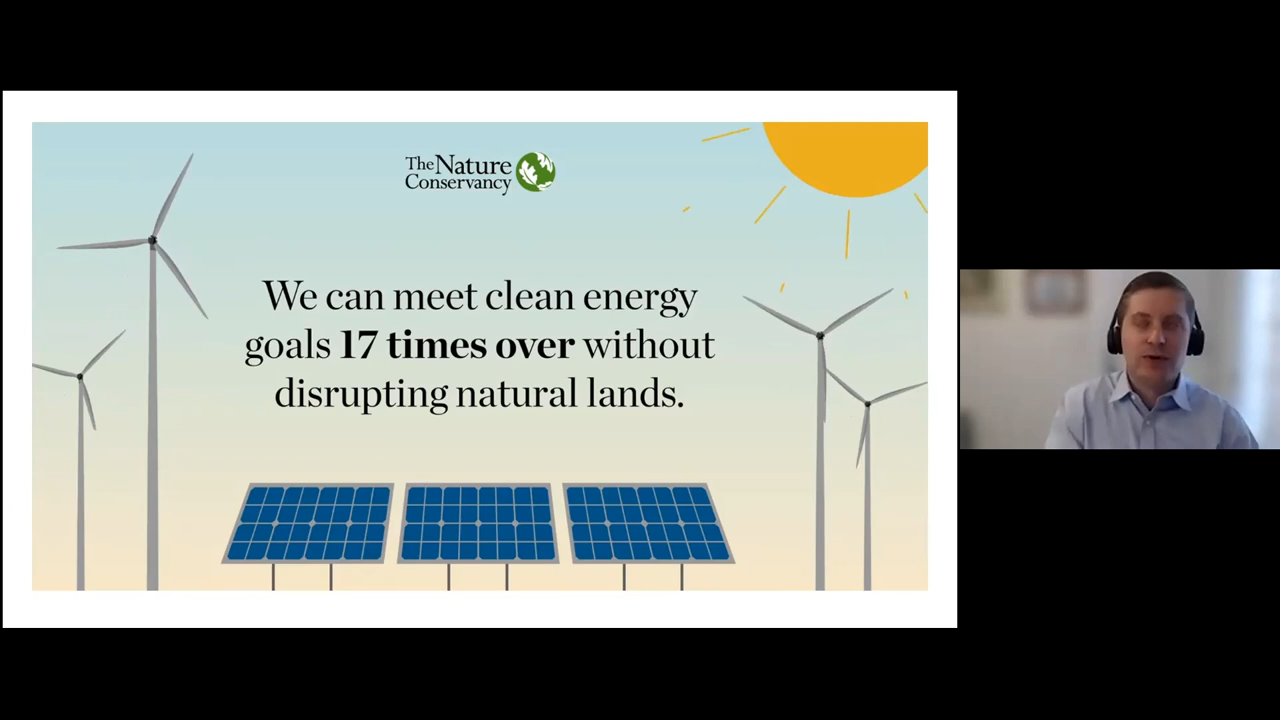 The Nature
Conservancy
We can meet clean energy
goals 17 times over without
disrupting natural lands.